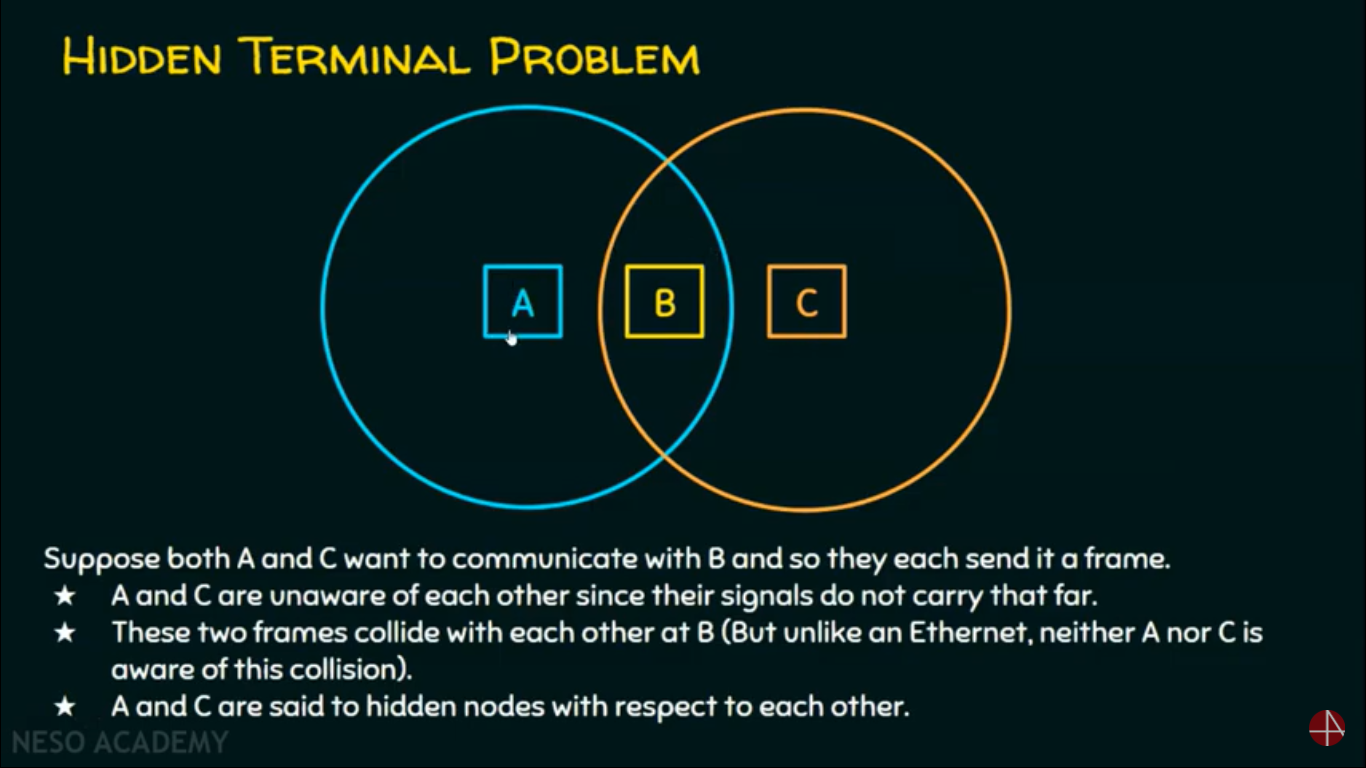 HIDDEN TERMINAL PROBLEM
A
B
C
Suppose both A and C want to communicate with B and so they each send it a frame.
★ A and C are unaware of each other since their signals do not carry that far.
★ These two frames collide with each other at B (But unlike an Ethernet, neither A nor C is
aware of this collision).
★ A and C are said to hidden nodes with respect to each other.
NESO ACADEMY